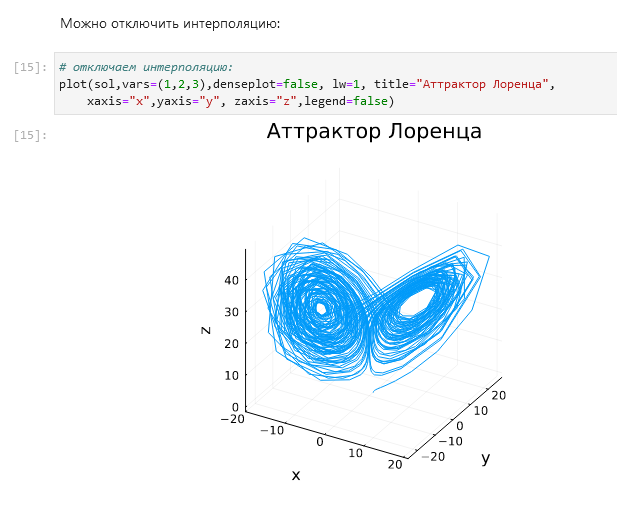 Можно отключить интерполяцию:
[15]: # отключаем интерполяцию:
plot(sol,vars=(1,2,3),denseplot=false, lw=1, title="Аттрактор Лоренца",
xaxis="x",yaxis="y", zaxis="z",legend=false)
[15]:
Аттрактор Лоренца
40
30
20
10
0
z
−20
−10
0
10
20
x
−20
−10
0
10
20
y